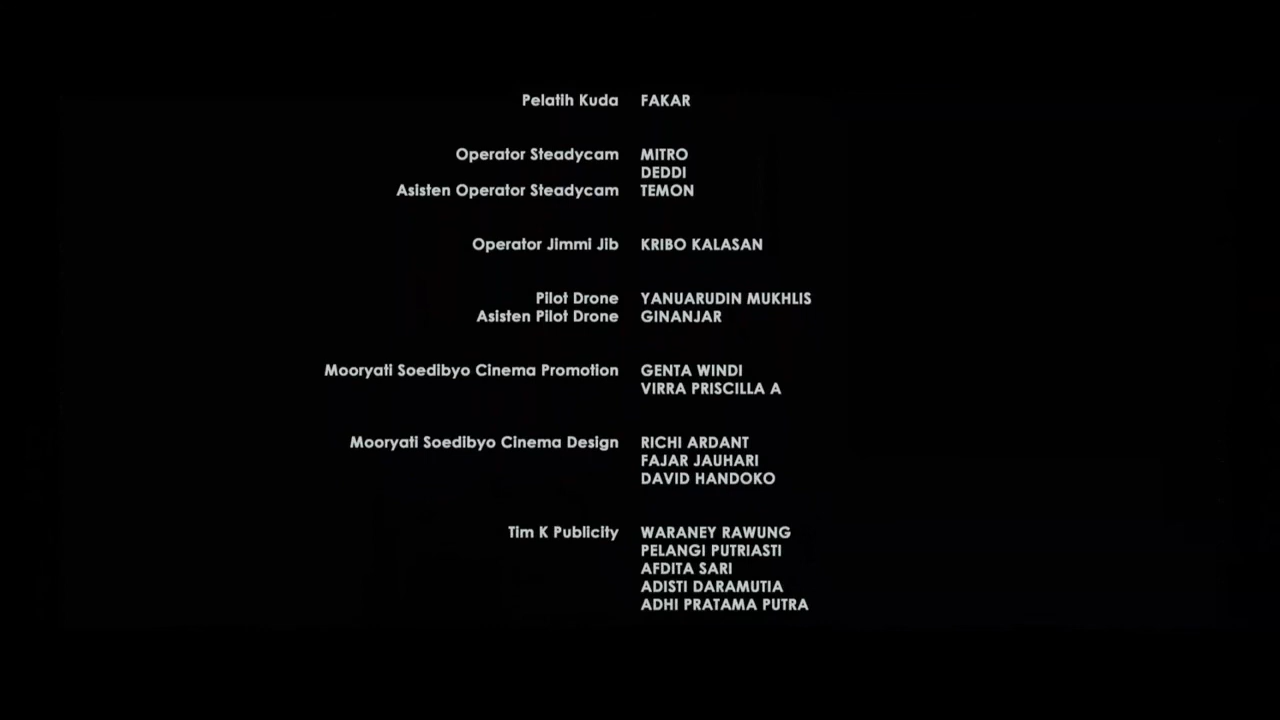 Pelatih Kuda FAKAR
Operator Steadycam MITRO
DEDDI
Asisten Operator Steadycam TEMON
Operator Jimmi Jib KRIBO KALASAN
Pilot Drone YANUARUDIN MUKHLIS
Asisten Pilot Drone GINANJAR
Mooryati Soedibyo Cinema Promotion GENTA WINDI
VIRRA PRISCILLA A
Mooryati Soedibyo Cinema Design RICHI ARDANT
FAJAR JAUHARI
DAVID HANDOKO
Tim K Publicity WARANEY RAWUNG
PELANGI PUTRIASTI
AFDITA SARI
ADISTI DARAMUTIA
ADHI PRATAMA PUTRA